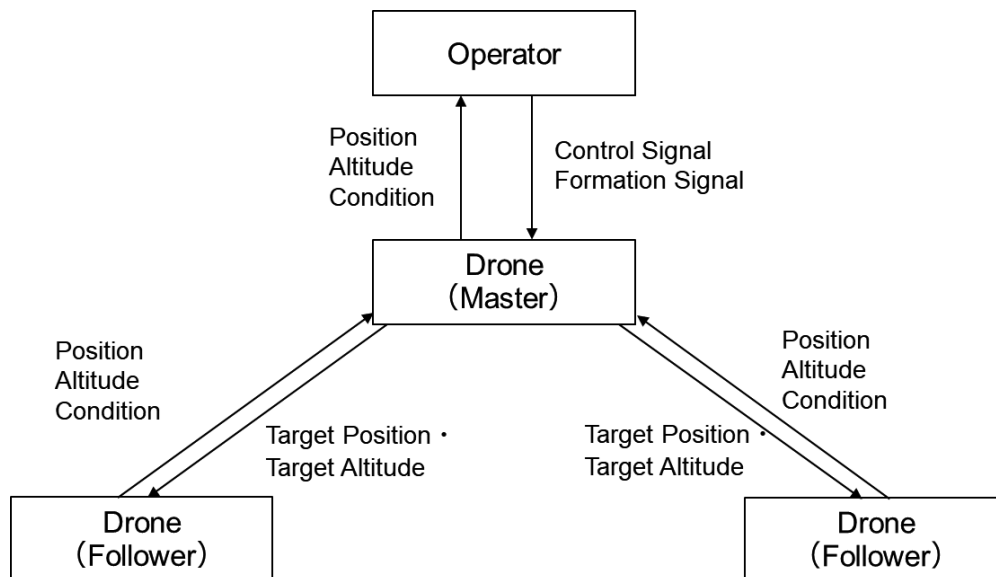 Operator
Position
Altitude
Condition
Control Signal
Formation Signal
Drone
（Master）
Position
Altitude
Condition
Position
Altitude
Condition
Target Position・
Target Altitude
Target Position・
Target Altitude
Drone
（Follower）
Drone
（Follower）